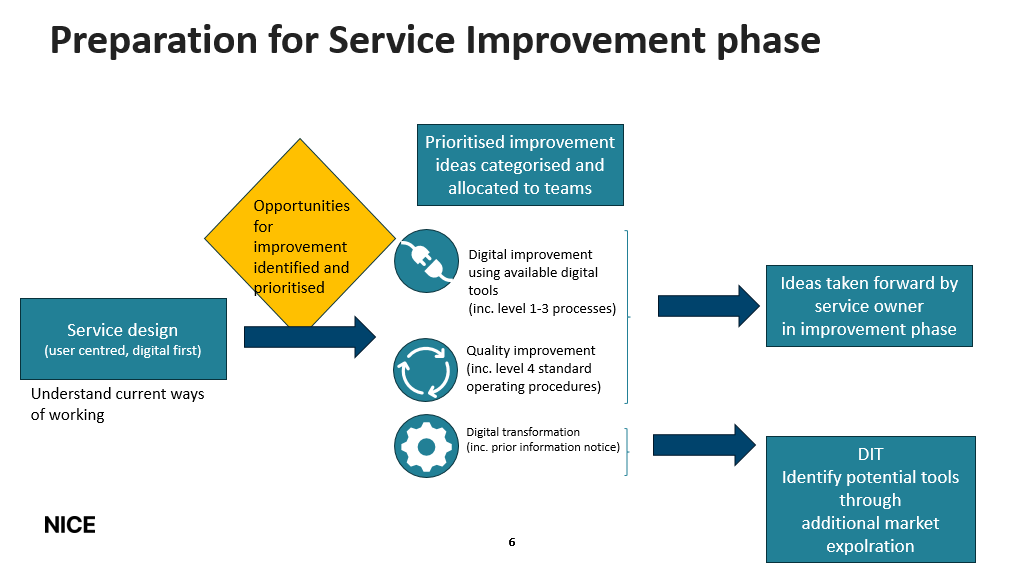 Preparation for Service Improvement phase
Prioritised improvement
ideas categorised and
allocated to teams
Opportunities
for
improvement
identified and
prioritised
Service design
(user centred, digital first)
Understand current ways
of working
Digital improvement
using available digital
tools
(inc. level 1-3 processes)
Quality improvement
(inc. level 4 standard
operating procedures)
Digital transformation
(inc. prior information notice)
Ideas taken forward by
service owner
in improvement phase
DIT
Identify potential tools
through
additional market
expolration
NICE
6